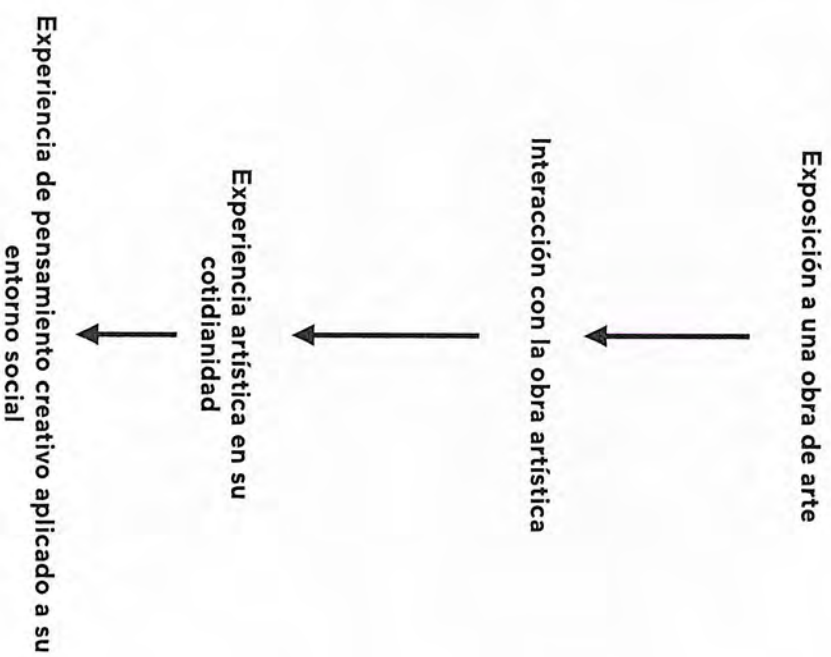 Exposición a una obra de arte
Interacción con la obra artística
Experiencia artística en su
cotidianidad
Experiencia de pensamiento creativo aplicado a su
entorno social